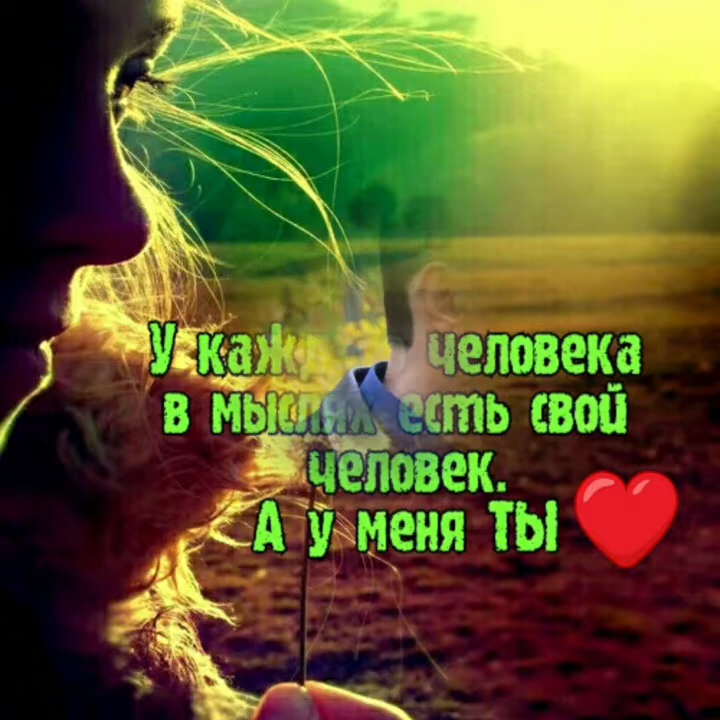 У человека
в мыслях есть свой
человек.
А у меня ТЫ